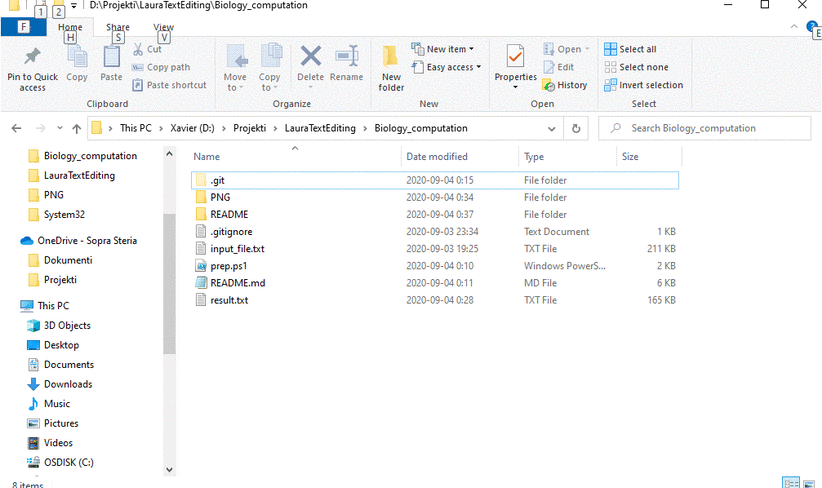 1 2 D:\Projekti\LauraTextEditing\Biology_computation
F Home Share View E
H S V
Pin to Quick access
Copy
Paste
Cut
Copy path
Paste shortcut
Clipboard
Move to
Copy to
Delete
Rename
Organize
New folder
New item
Easy access
New
Properties
Open
Edit
History
Open
Select all
Select none
Invert selection
Select
This PC > Xavier (D:) > Projekti > LauraTextEditing > Biology_computation
Search Biology_computation
Biology_computation
LauraTextEditing
PNG
System32
OneDrive - Sopra Steria
Dokumenti
Projekti
This PC
3D Objects
Desktop
Documents
Downloads
Music
Pictures
Videos
OSDISK (C:)
Name Date modified Type Size
.git 2020-09-04 0:15 File folder
PNG 2020-09-04 0:34 File folder
README 2020-09-04 0:37 File folder
.gitignore 2020-09-03 23:34 Text Document 1 KB
input_file.txt 2020-09-03 19:25 TXT File 211 KB
prep.ps1 2020-09-04 0:10 Windows PowerS... 2 KB
README.md 2020-09-04 0:11 MD File 6 KB
result.txt 2020-09-04 0:28 TXT File 165 KB
8 items